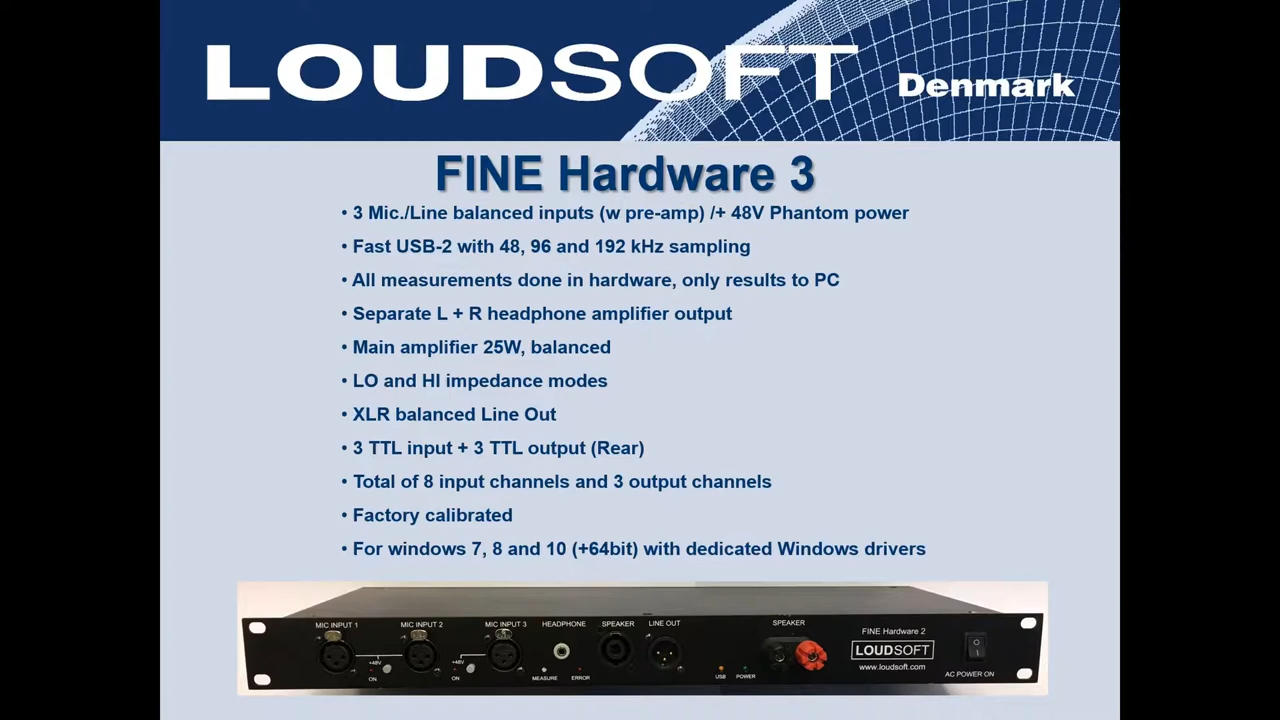 LOUDSOFT Denmark
FINE Hardware 3
• 3 Mic./Line balanced inputs (w pre-amp) /+ 48V Phantom power
• Fast USB-2 with 48, 96 and 192 kHz sampling
• All measurements done in hardware, only results to PC
• Separate L + R headphone amplifier output
• Main amplifier 25W, balanced
• LO and HI impedance modes
• XLR balanced Line Out
• 3 TTL input + 3 TTL output (Rear)
• Total of 8 input channels and 3 output channels
• Factory calibrated
• For windows 7, 8 and 10 (+64bit) with dedicated Windows drivers
MIC INPUT 1 MIC INPUT 2 MIC INPUT 3 HEADPHONE SPEAKER LINE OUT SPEAKER
FINE Hardware 2
LOUDSOFT
www.loudsoft.com
+48V +48V
ON ON MEASURE ERROR USB POWER AC POWER ON